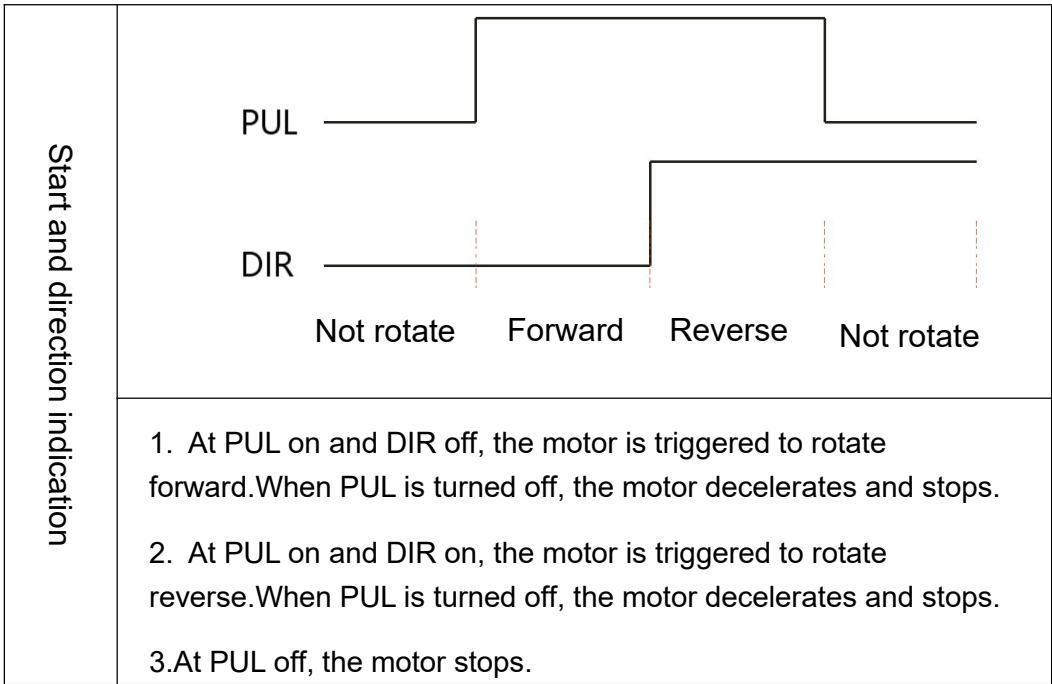 Start and direction indication
PUL
DIR
Not rotate Forward Reverse Not rotate
1. At PUL on and DIR off, the motor is triggered to rotate
forward.When PUL is turned off, the motor decelerates and stops.
2. At PUL on and DIR on, the motor is triggered to rotate
reverse.When PUL is turned off, the motor decelerates and stops.
3.At PUL off, the motor stops.